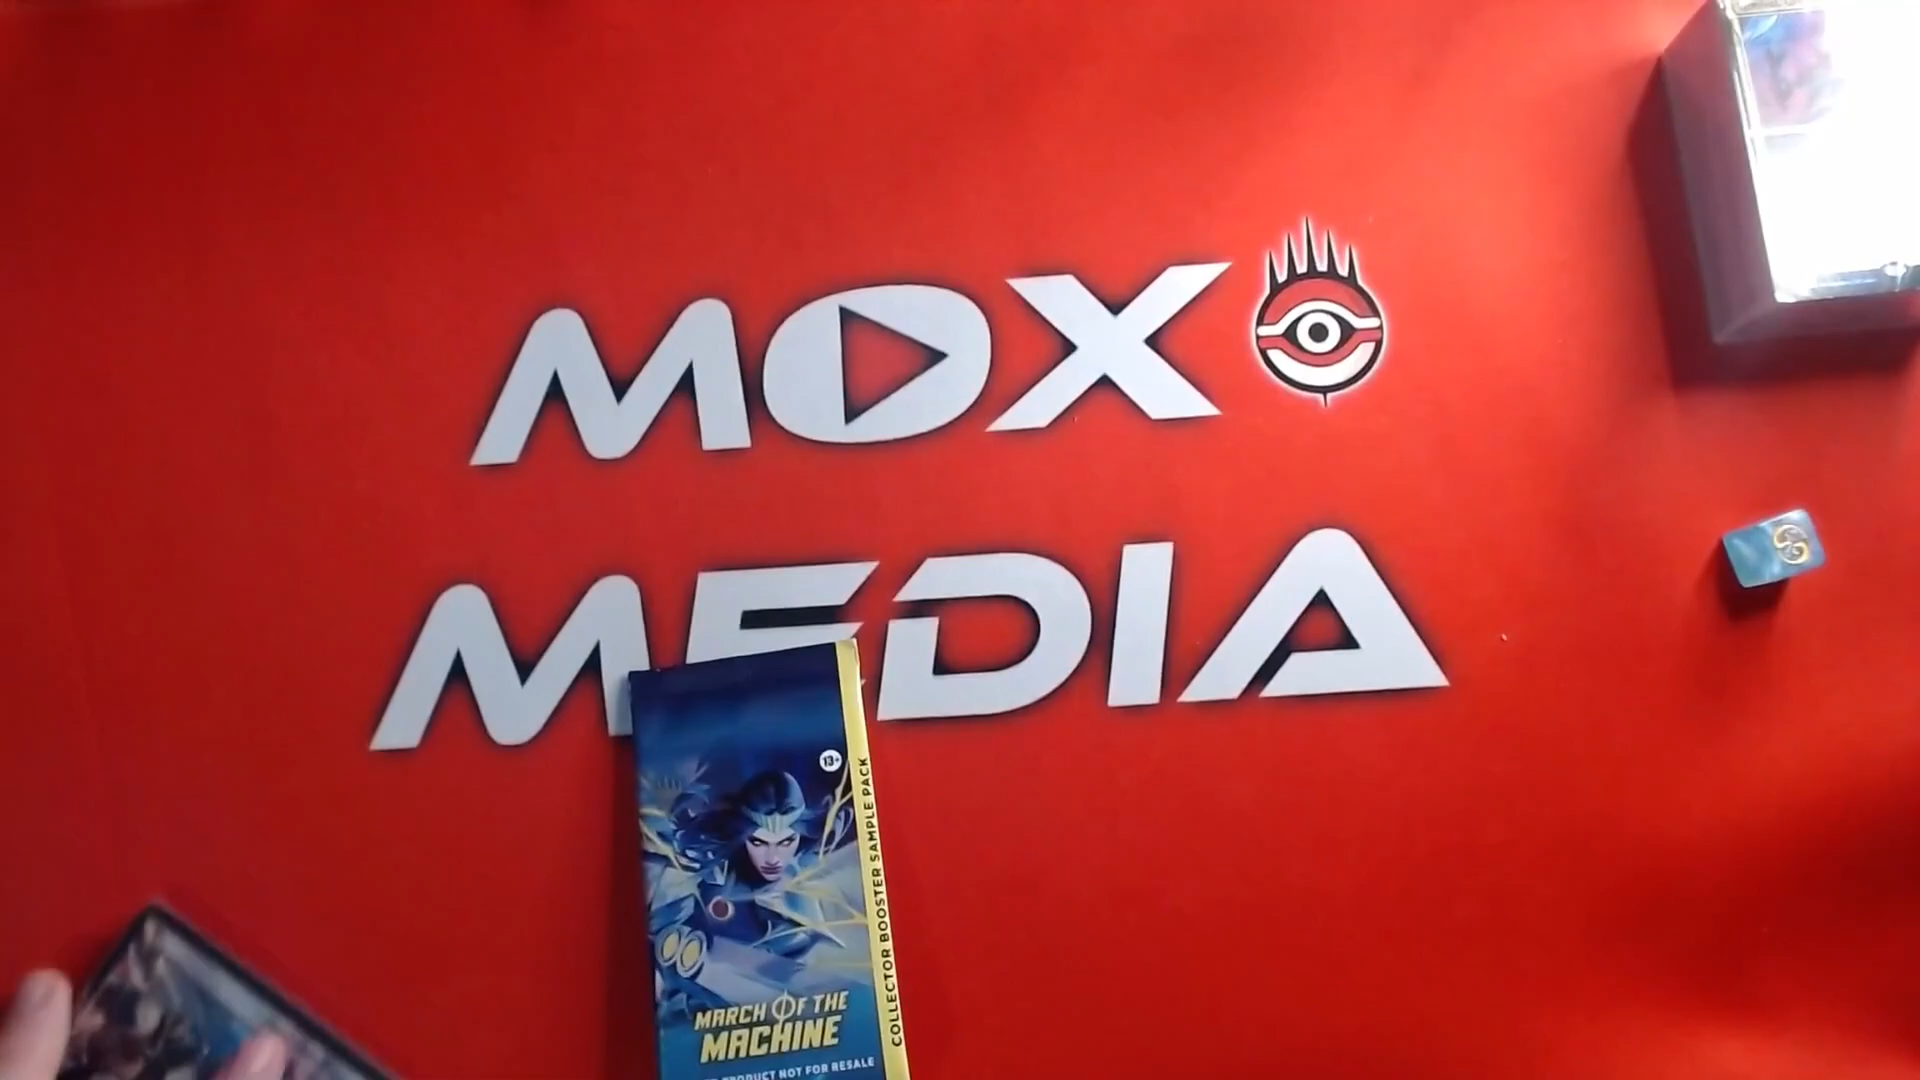 MOX
MEDIA
13+
COLLECTOR BOOSTER SAMPLE PACK
MARCH OF THE
MACHINE
PRODUCT NOT FOR RESALE